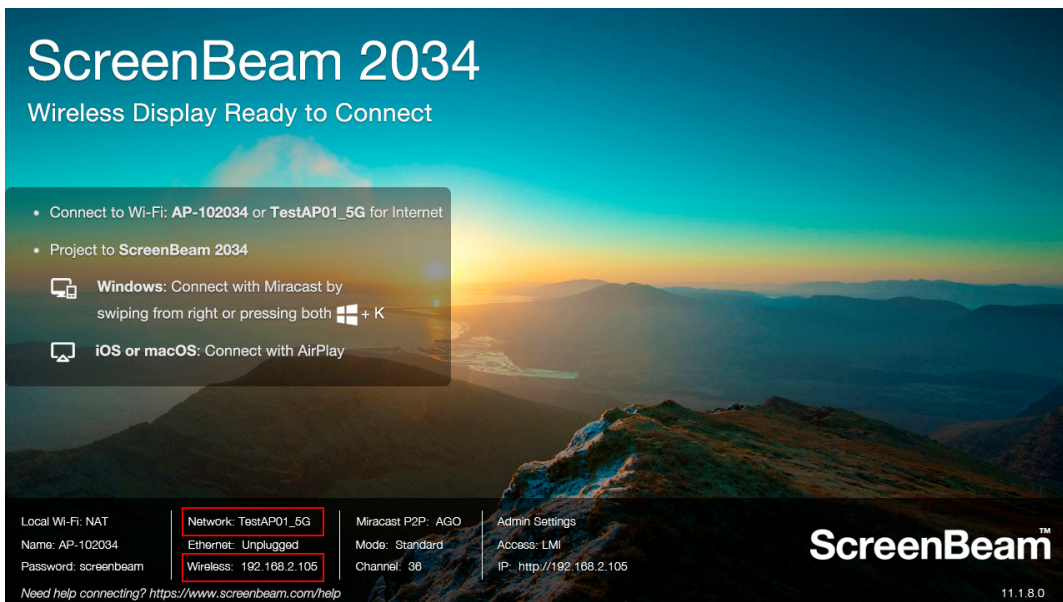 ScreenBeam 2034
Wireless Display Ready to Connect
• Connect to Wi-Fi: AP-102034 or TestAP01_5G for Internet
• Project to ScreenBeam 2034
Windows: Connect with Miracast by
swiping from right or pressing both + K
iOS or macOS: Connect with AirPlay
Local Wi-Fi: NAT
Name: AP-102034
Password: screenbeam
Network: TestAP01_5G
Ethernet: Unplugged
Wireless: 192.168.2.105
Miracast P2P: AGO
Mode: Standard
Channel: 36
Admin Settings
Access: LMI
IP: http://192.168.2.105
ScreenBeam™
Need help connecting? https://www.screenbeam.com/help
11.1.8.0